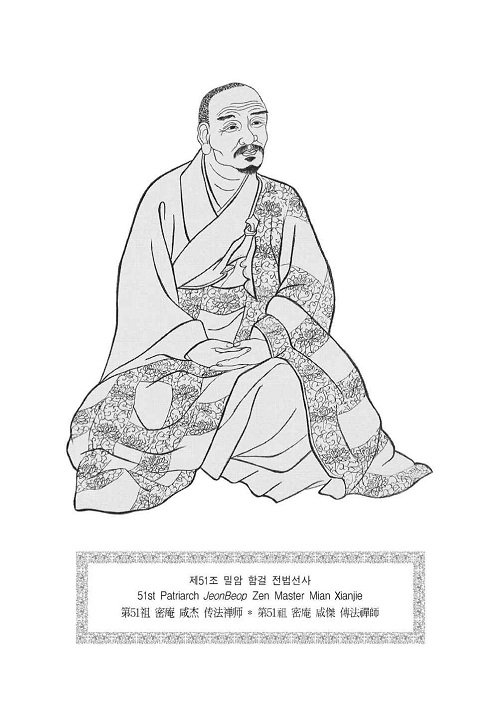 제51조 밀암 함걸 전법선사
51st Patriarch JeonBeop Zen Master Mian Xianjie
第51祖 密庵 咸杰 传法禅师 * 第51祖 密庵 咸傑 傳法禪師